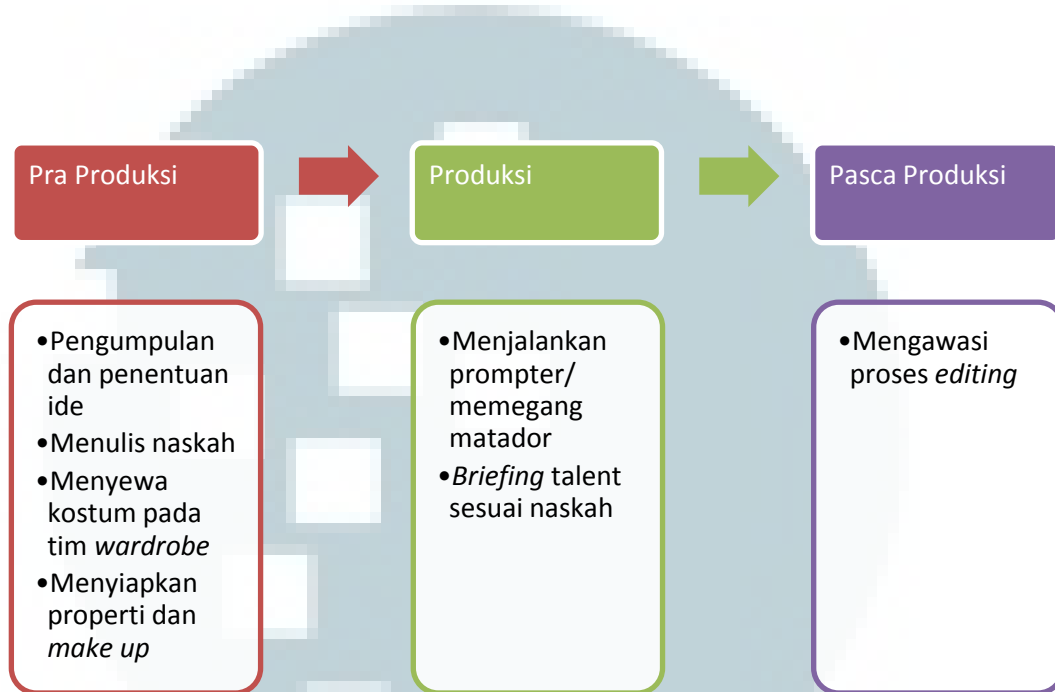 Pra Produksi
Produksi
Pasca Produksi
•Pengumpulan
dan penentuan
ide
•Menulis naskah
•Menyewa
kostum pada
tim wardrobe
•Menyiapkan
properti dan
make up
•Menjalankan
prompter/
memegang
matador
•Briefing talent
sesuai naskah
•Mengawasi
proses editing